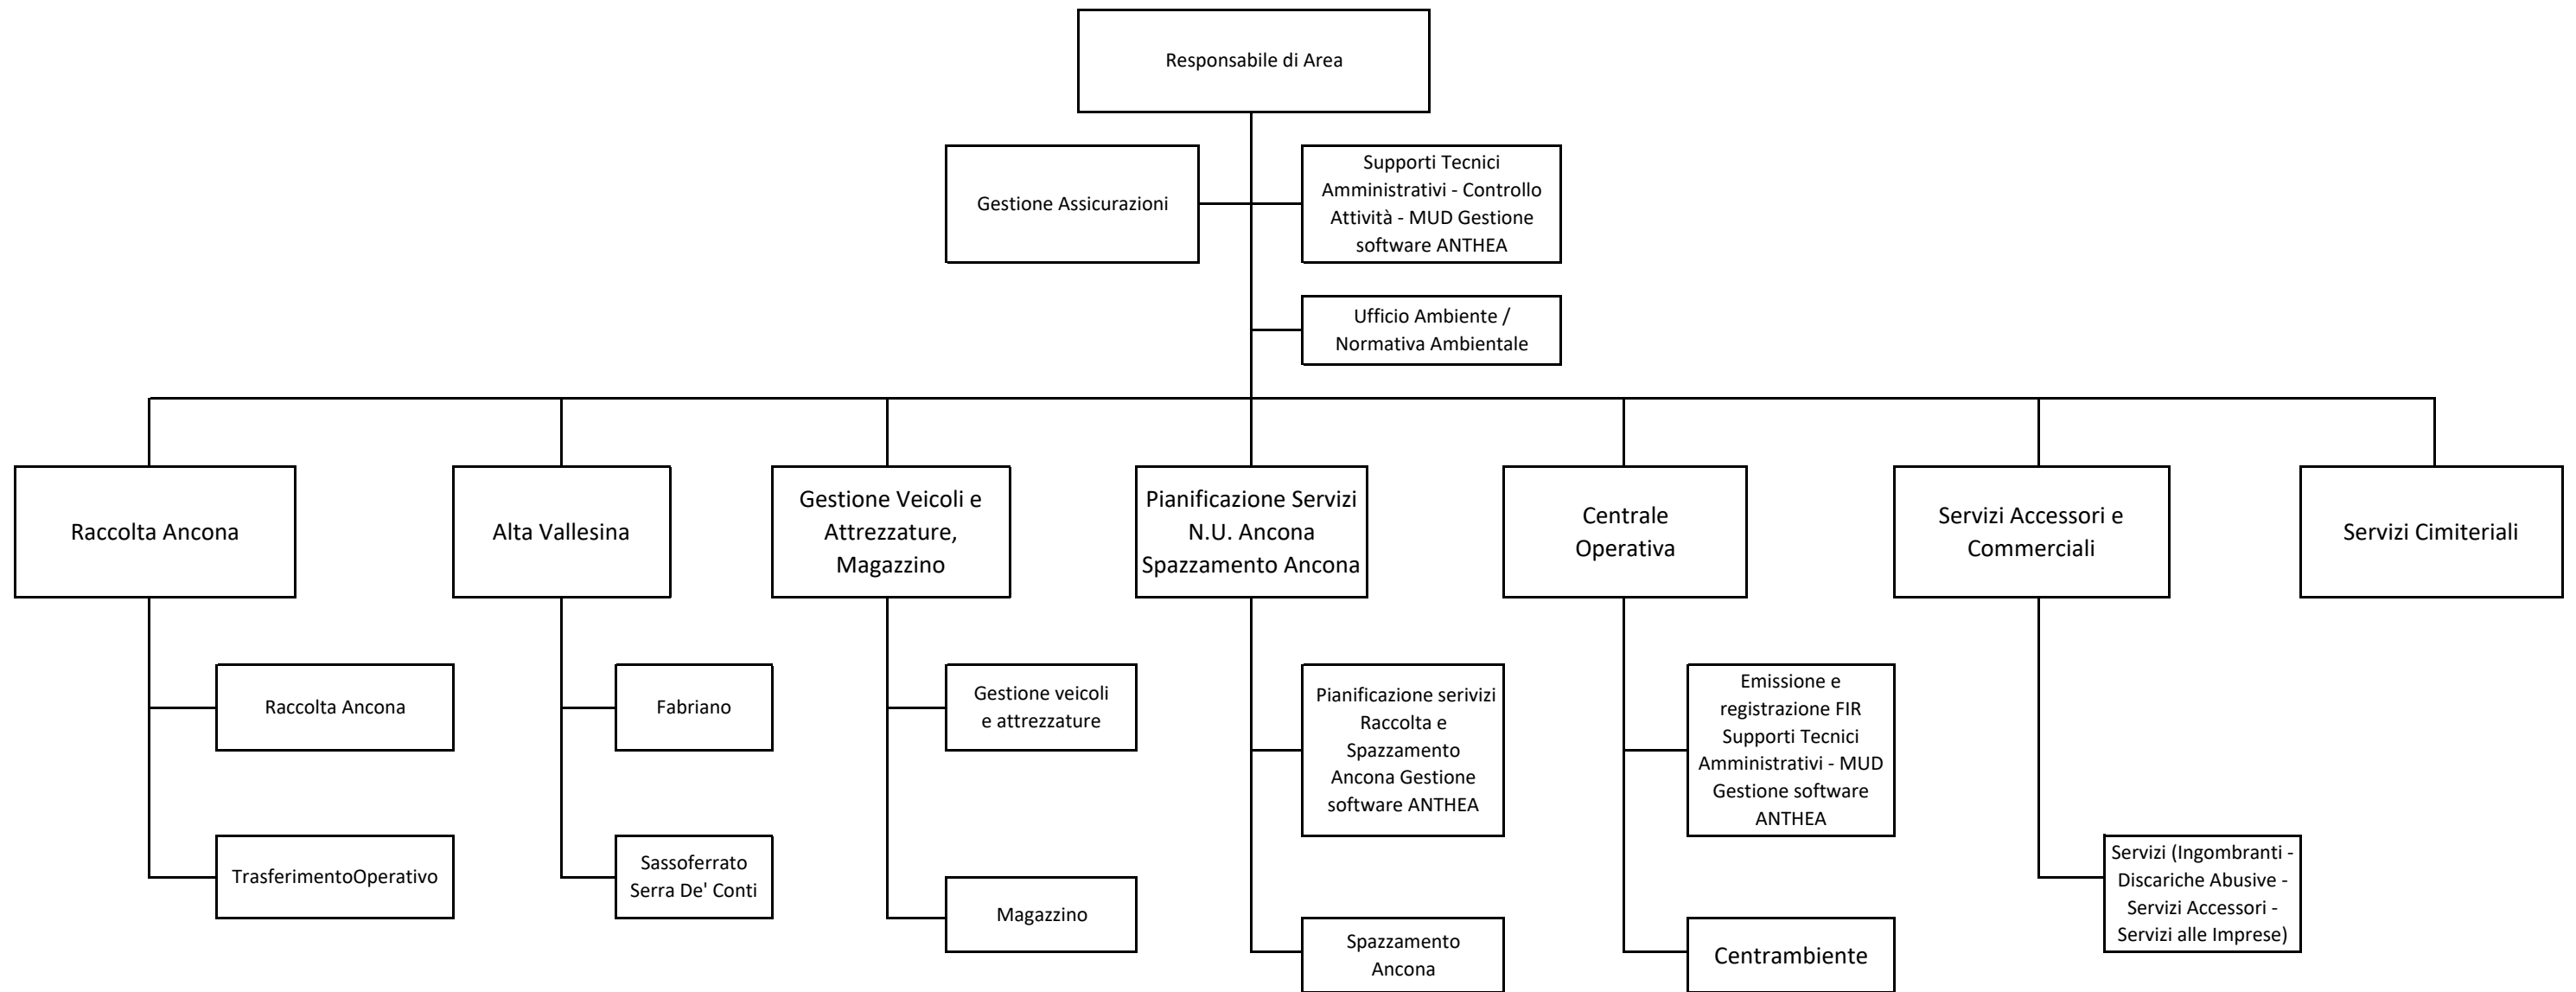 Responsabile di Area
Gestione Assicurazioni
Supporti Tecnici
Amministrativi - Controllo
Attività - MUD Gestione
software ANTHEA
Ufficio Ambiente /
Normativa Ambientale
Raccolta Ancona
Alta Vallesina
Gestione Veicoli e
Attrezzature,
Magazzino
Pianificazione Servizi
N.U. Ancona
Spazzamento Ancona
Centrale
Operativa
Servizi Accessori e
Commerciali
Servizi Cimiteriali
Raccolta Ancona
Fabriano
Gestione veicoli
e attrezzature
Pianificazione serivizi
Raccolta e
Spazzamento
Ancona Gestione
software ANTHEA
Emissione e
registrazione FIR
Supporti Tecnici
Amministrativi - MUD
Gestione software
ANTHEA
TrasferimentoOperativo
Sassoferrato
Serra De' Conti
Magazzino
Spazzamento
Ancona
Centrambiente
Servizi (Ingombranti -
Discariche Abusive -
Servizi Accessori -
Servizi alle Imprese)